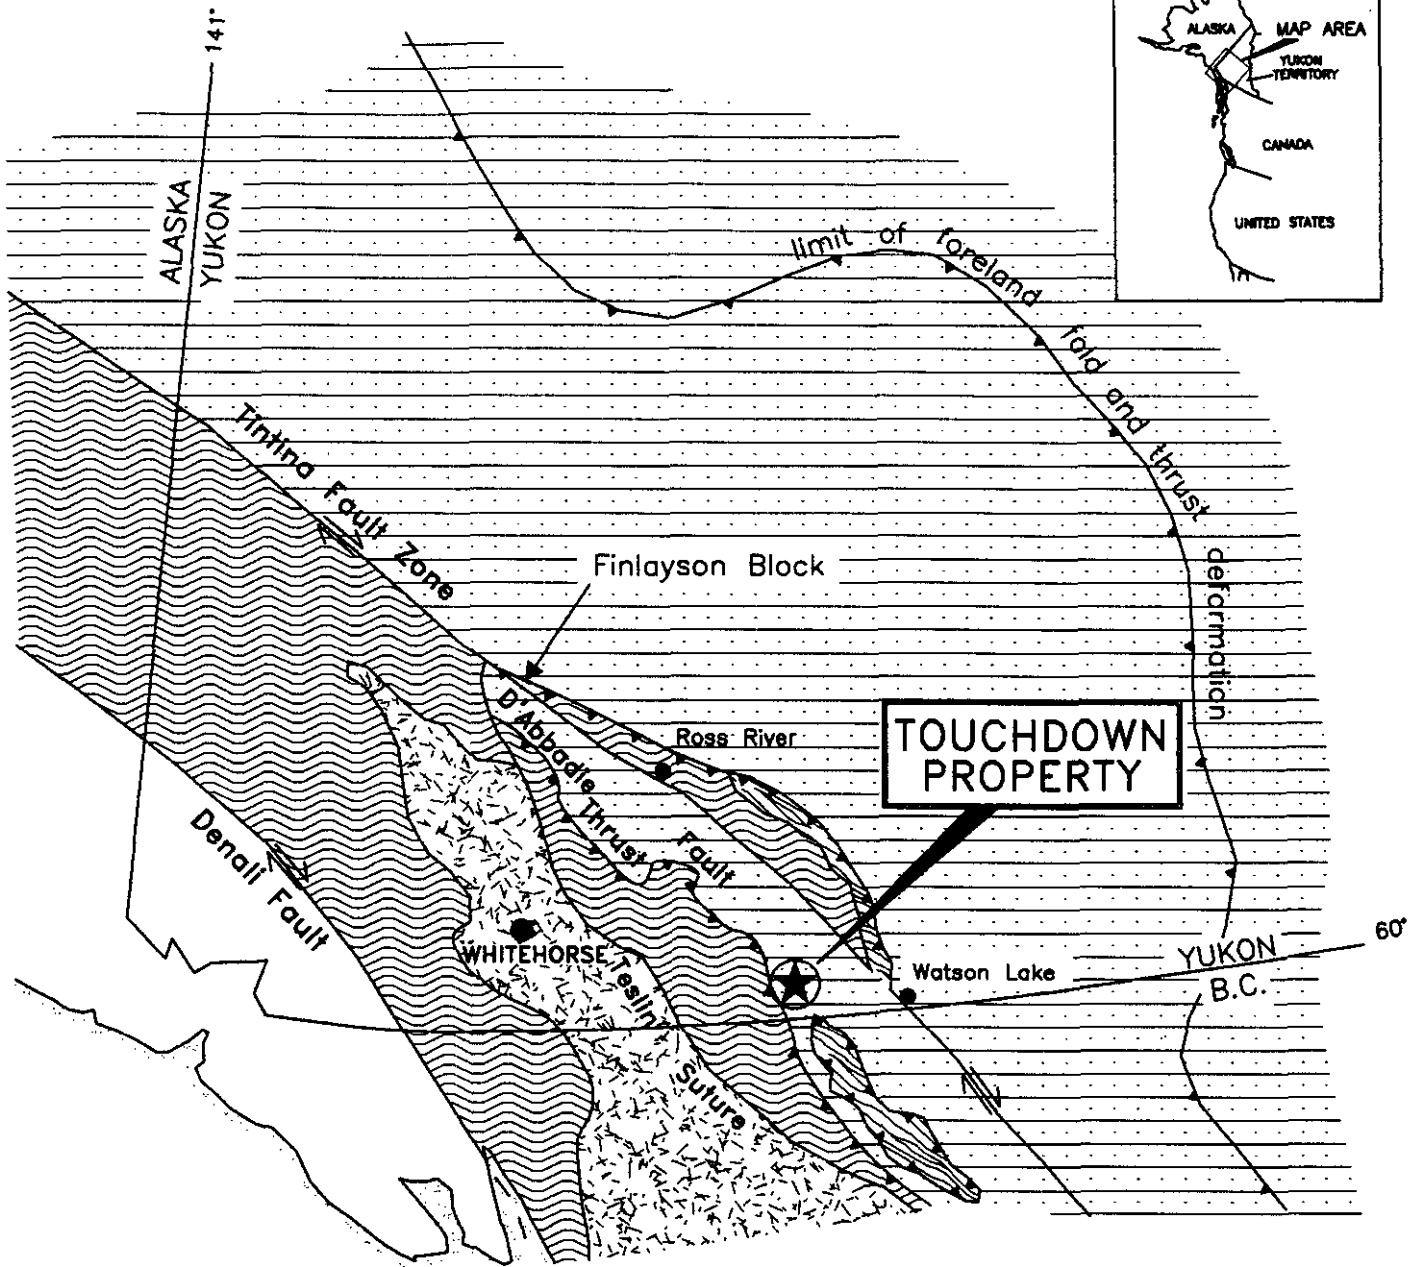 141°
ALASKA
MAP AREA
YUKON
TERRITORY
CANADA
UNITED STATES
ALASKA
YUKON
limit of foreland fold and thrust deformation
Tintina Fault Zone
Finlayson Block
D'Abbadie Thrust Fault
Ross River
TOUCHDOWN
PROPERTY
Denali Fault
WHITEHORSE
Teslin Suture
Watson Lake
YUKON
B.C.
60°